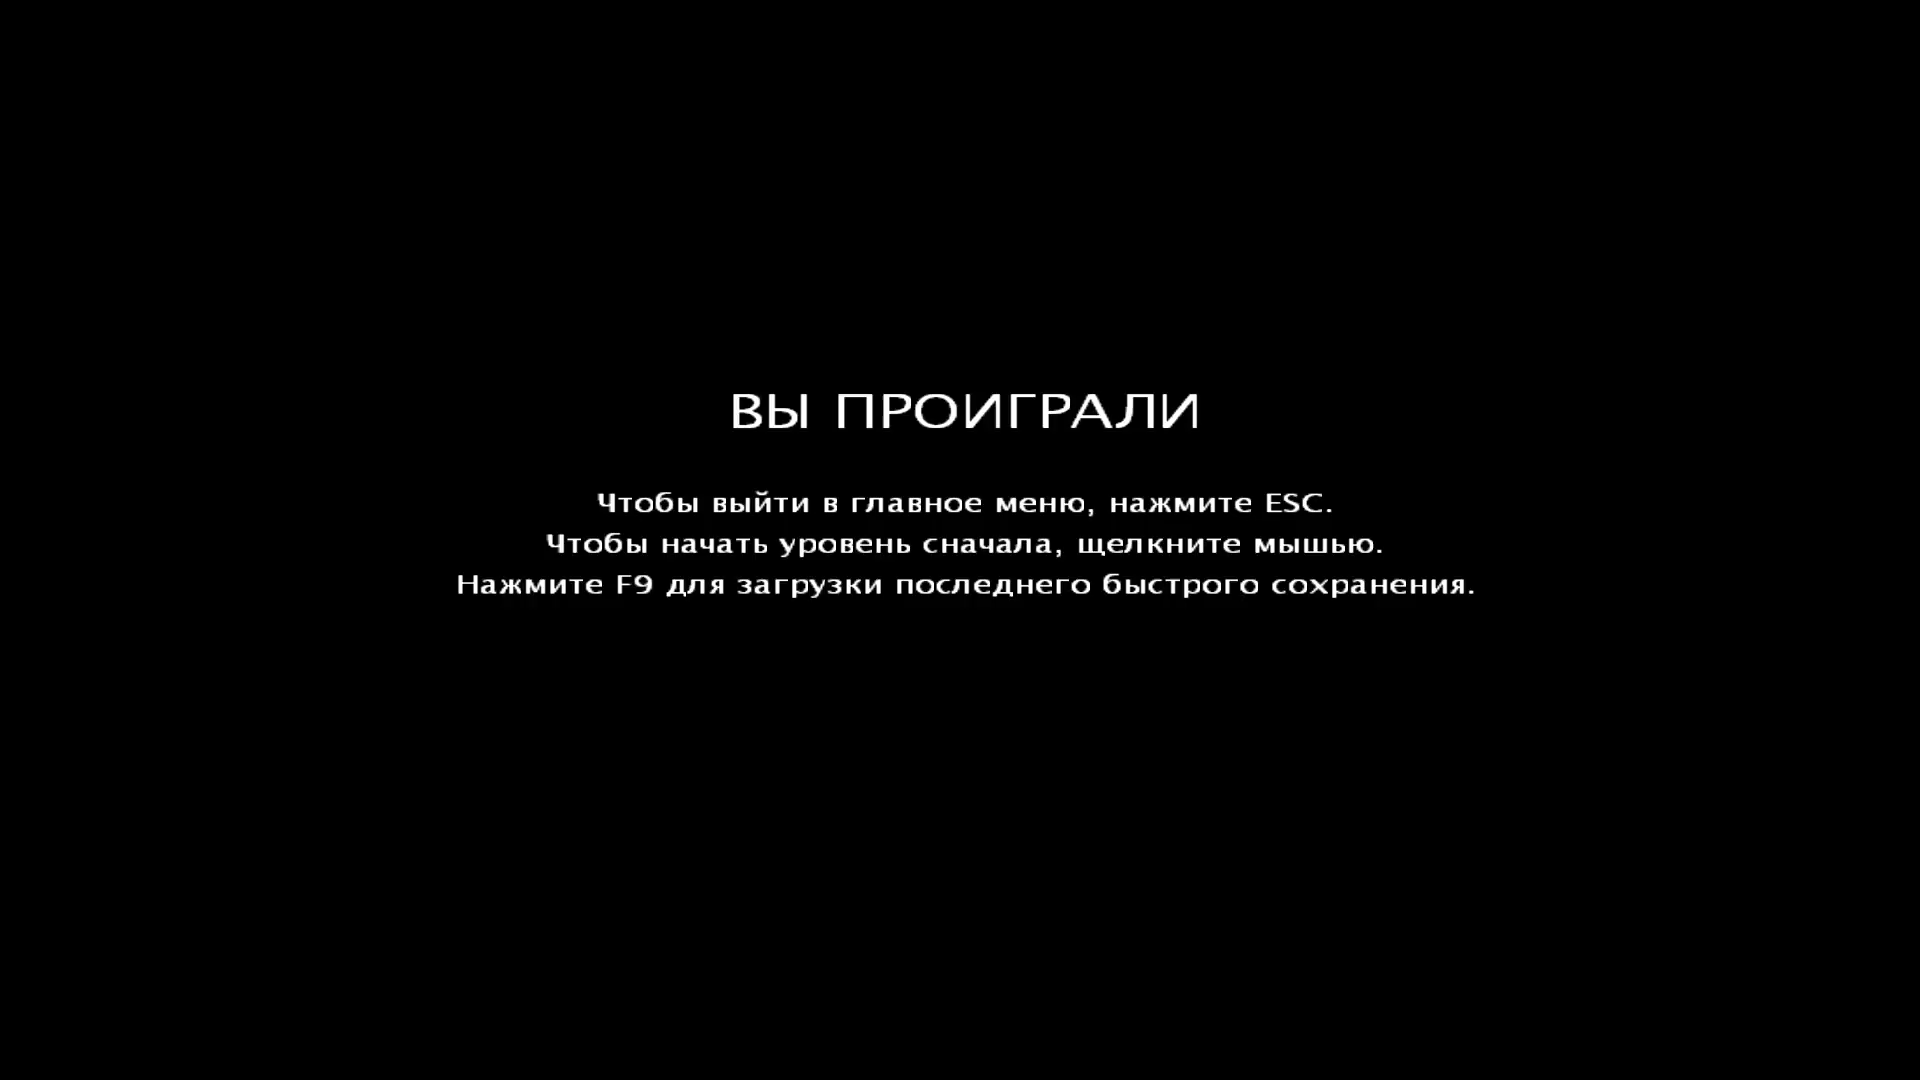 ВЫ ПРОИГРАЛИ
Чтобы выйти в главное меню, нажмите ESC.
Чтобы начать уровень сначала, щелкните мышью.
Нажмите F9 для загрузки последнего быстрого сохранения.